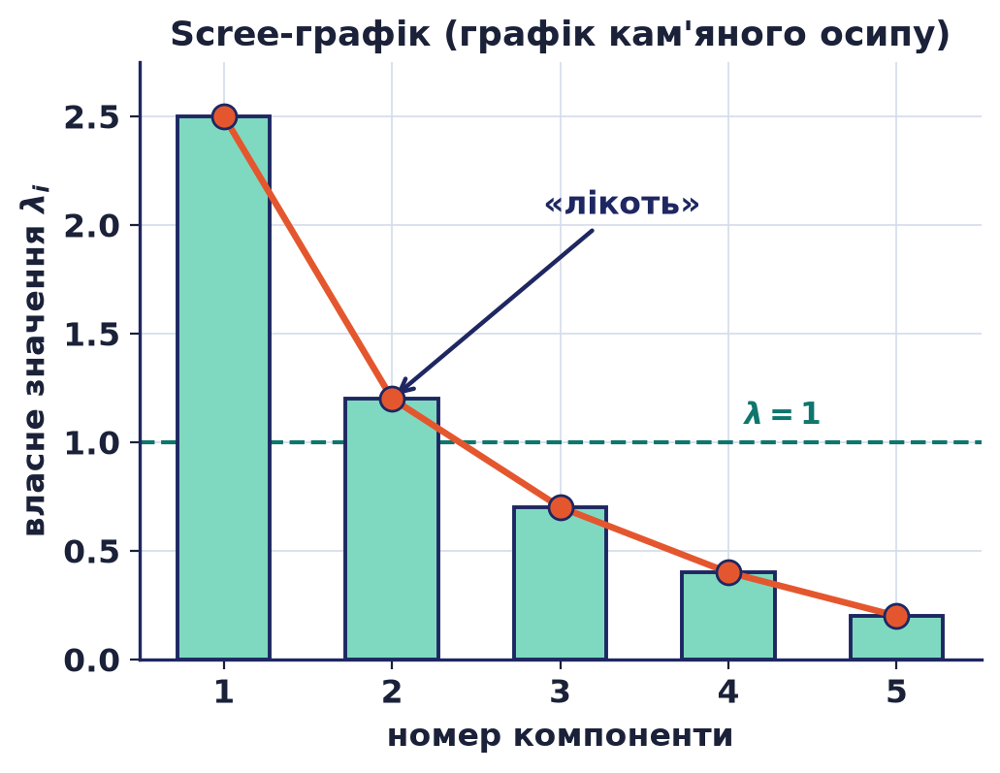 Scree-графік (графік кам'яного осипу)
власне значення λᵢ
2.5
2.0
1.5
1.0
0.5
0.0
«лікоть»
λ = 1
1 2 3 4 5
номер компоненти